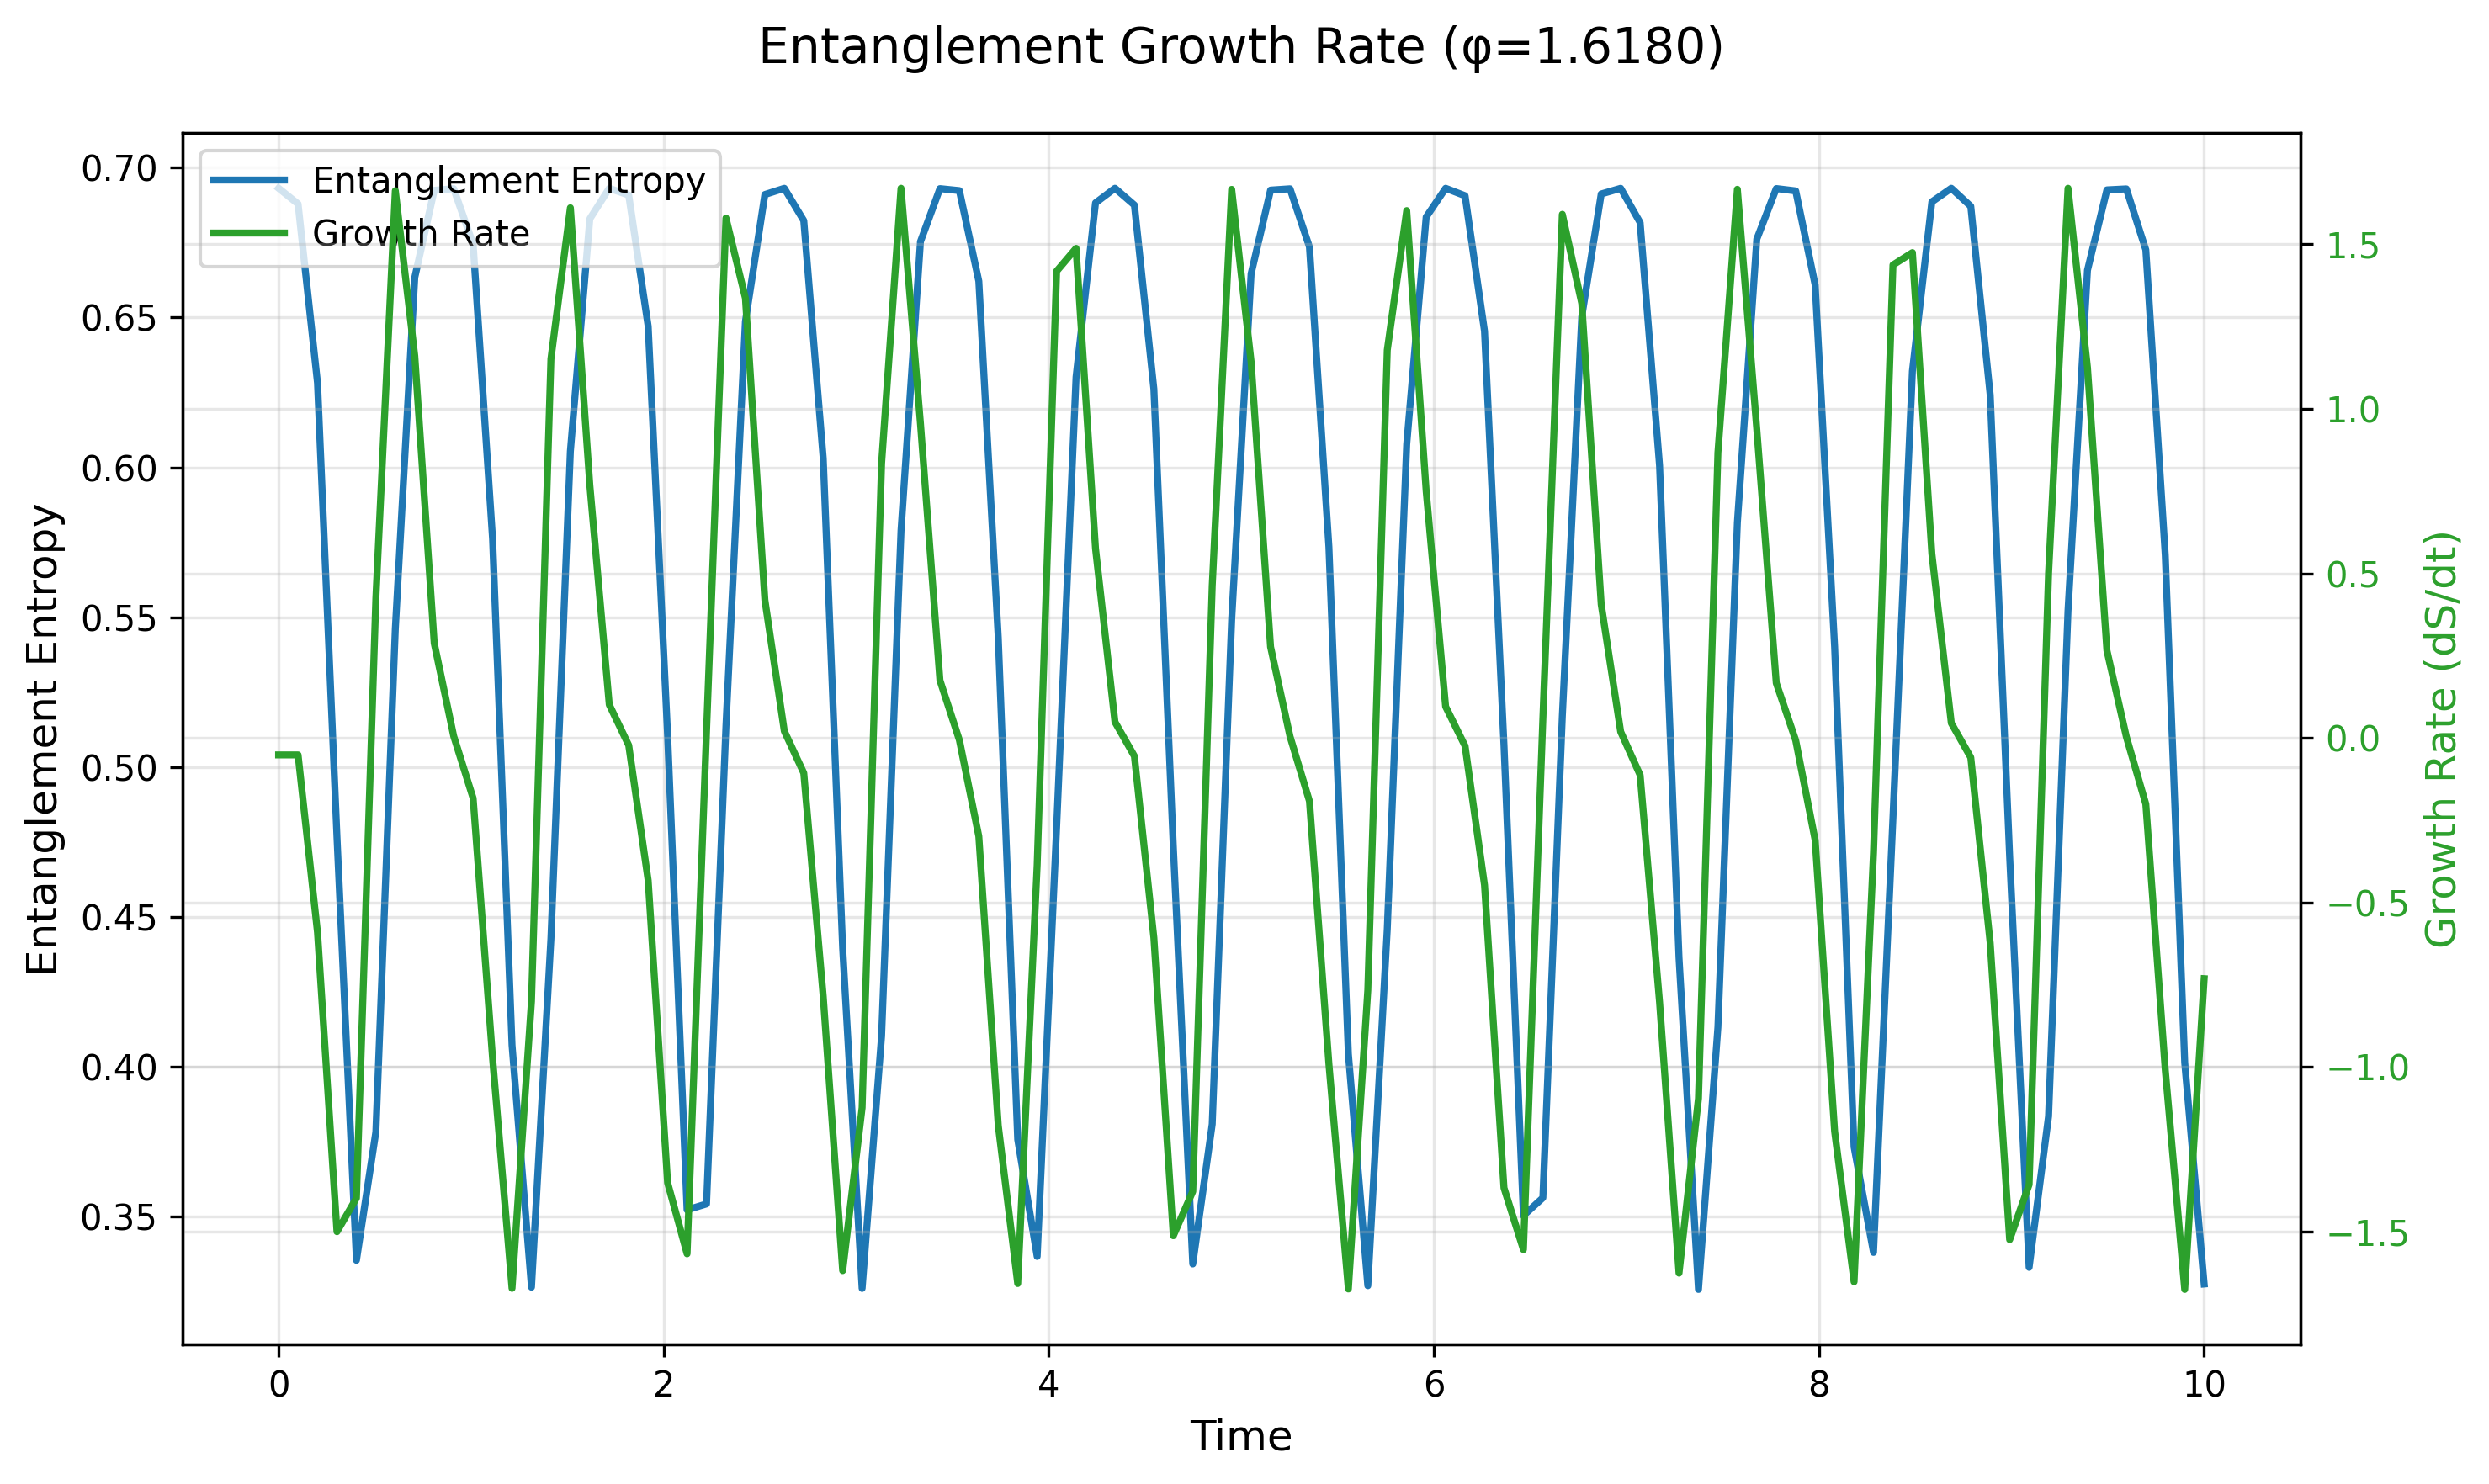 Entanglement Growth Rate (φ=1.6180)
Entanglement Entropy
Growth Rate
0.70
0.65
0.60
0.55
0.50
0.45
0.40
0.35
Entanglement Entropy
1.5
1.0
0.5
0.0
−0.5
−1.0
−1.5
Growth Rate (dS/dt)
0 2 4 6 8 10
Time